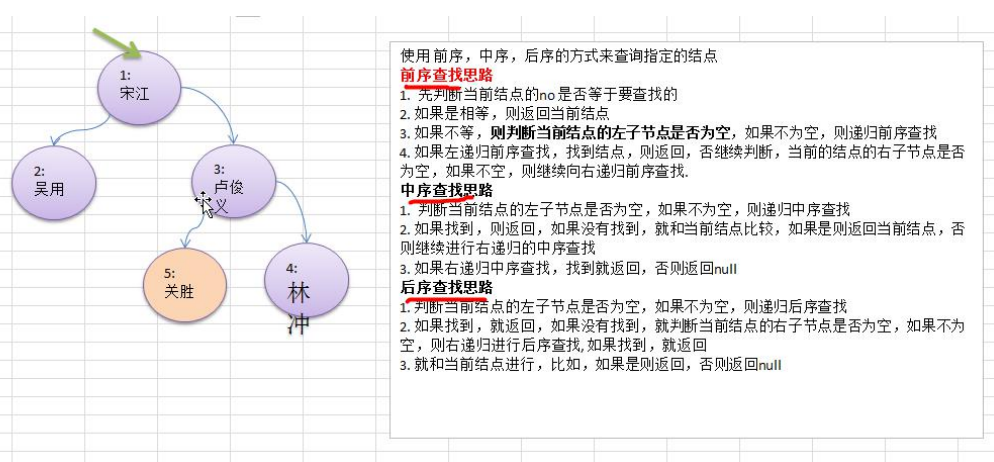 1:
宋江
2:
吴用
3:
卢俊
义
5:
关胜
4:
林
冲
使用前序，中序，后序的方式来查询指定的结点
前序查找思路
1. 先判断当前结点的no是否等于要查找的
2. 如果是相等，则返回当前结点
3. 如果不等，则判断当前结点的左子节点是否为空，如果不为空，则递归前序查找
4. 如果左递归前序查找，找到结点，则返回，否继续判断，当前的结点的右子节点是否
为空，如果不空，则继续向右递归前序查找.
中序查找思路
1. 判断当前结点的左子节点是否为空，如果不为空，则递归中序查找
2. 如果找到，则返回，如果没有找到，就和当前结点比较，如果是则返回当前结点，否
则继续进行右递归的中序查找
3. 如果右递归中序查找，找到就返回，否则返回null
后序查找思路
1. 判断当前结点的左子节点是否为空，如果不为空，则递归后序查找
2. 如果找到，就返回，如果没有找到，就判断当前结点的右子节点是否为空，如果不为
空，则右递归进行后序查找,如果找到，就返回
3. 就和当前结点进行，比如，如果是则返回，否则返回null